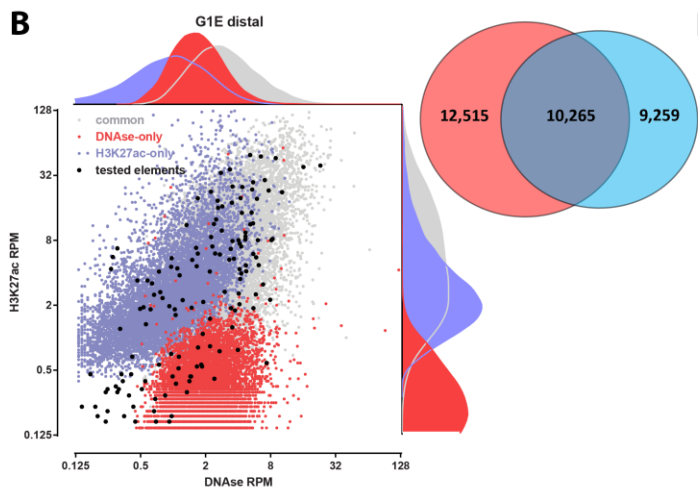 B
G1E distal
12,515
10,265
9,259
common
DNAse-only
H3K27ac-only
tested elements
H3K27ac RPM
128
32
8
2
0.5
0.125
0.125
0.5
2
8
32
128
DNAse RPM